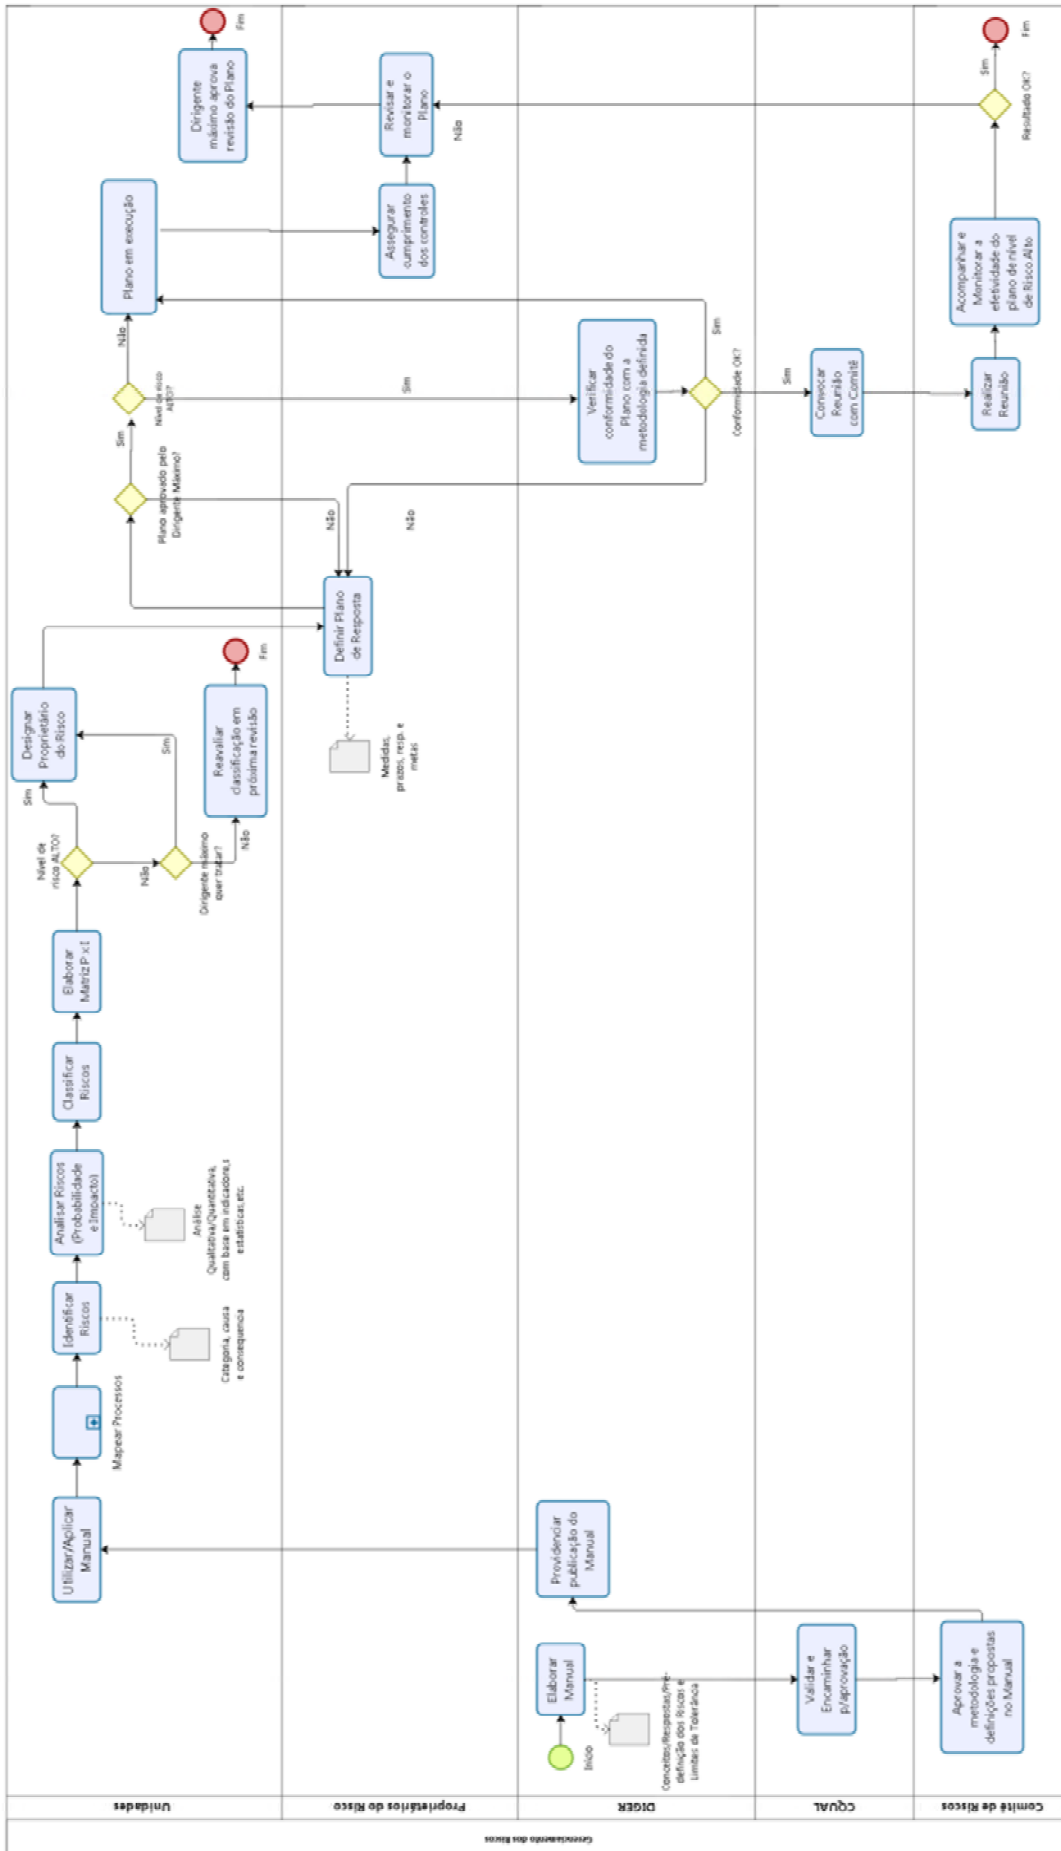 Gerenciamento dos Riscos
Unidades
Proprietários do Risco
DIGER
CQUAL
Comitê de Riscos
Utilizar/Aplicar
Manual
Mapear Processos
Identificar
Riscos
Categoria, causa
e consequencia
Analisar Riscos
(Probabilidade
e Impacto)
Análise
Qualitativa/Quantitativa,
com base em indicadores,
estatísticas,etc.
Classificar
Riscos
Elaborar
Matriz P x I
Nível de
risco ALTO?
Sim
Não
Dirigente máximo
quer tratar?
Sim
Não
Designar
Proprietário
do Risco
Reavaliar
classificação em
próxima revisão
Fim
Plano aprovado pelo
Dirigente Máximo?
Sim
Não
Nível de risco
ALTO?
Não
Sim
Plano em execução
Dirigente
máximo aprova
revisão do Plano
Fim
Medidas,
prazos, resp. e
metas
Definir Plano
de Resposta
Não
Assegurar
cumprimento
dos controles
Revisar e
monitorar o
Plano
Não
Início
Elaborar
Manual
Conceitos/Respostas/Pré-
definição dos Riscos e
Limites de Tolerância
Providenciar
publicação do
Manual
Verificar
conformidade do
Plano com a
metodologia definida
Conformidade OK?
Sim
Validar e
Encaminhar
p/aprovação
Sim
Convocar
Reunião
com Comitê
Aprovar a
metodologia e
definições propostas
no Manual
Realizar
Reunião
Acompanhar e
Monitorar a
efetividade do
plano de nível
de Risco Alto
Resultado OK?
Sim
Fim